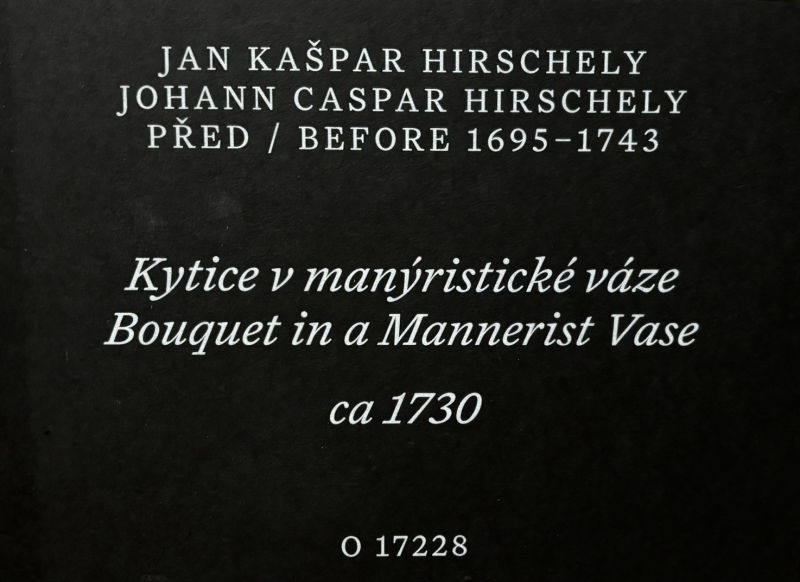 JAN KAŠPAR HIRSCHELY
JOHANN CASPAR HIRSCHELY
PŘED / BEFORE 1695–1743
Kytice v manýristické váze
Bouquet in a Mannerist Vase
ca 1730
O 17228